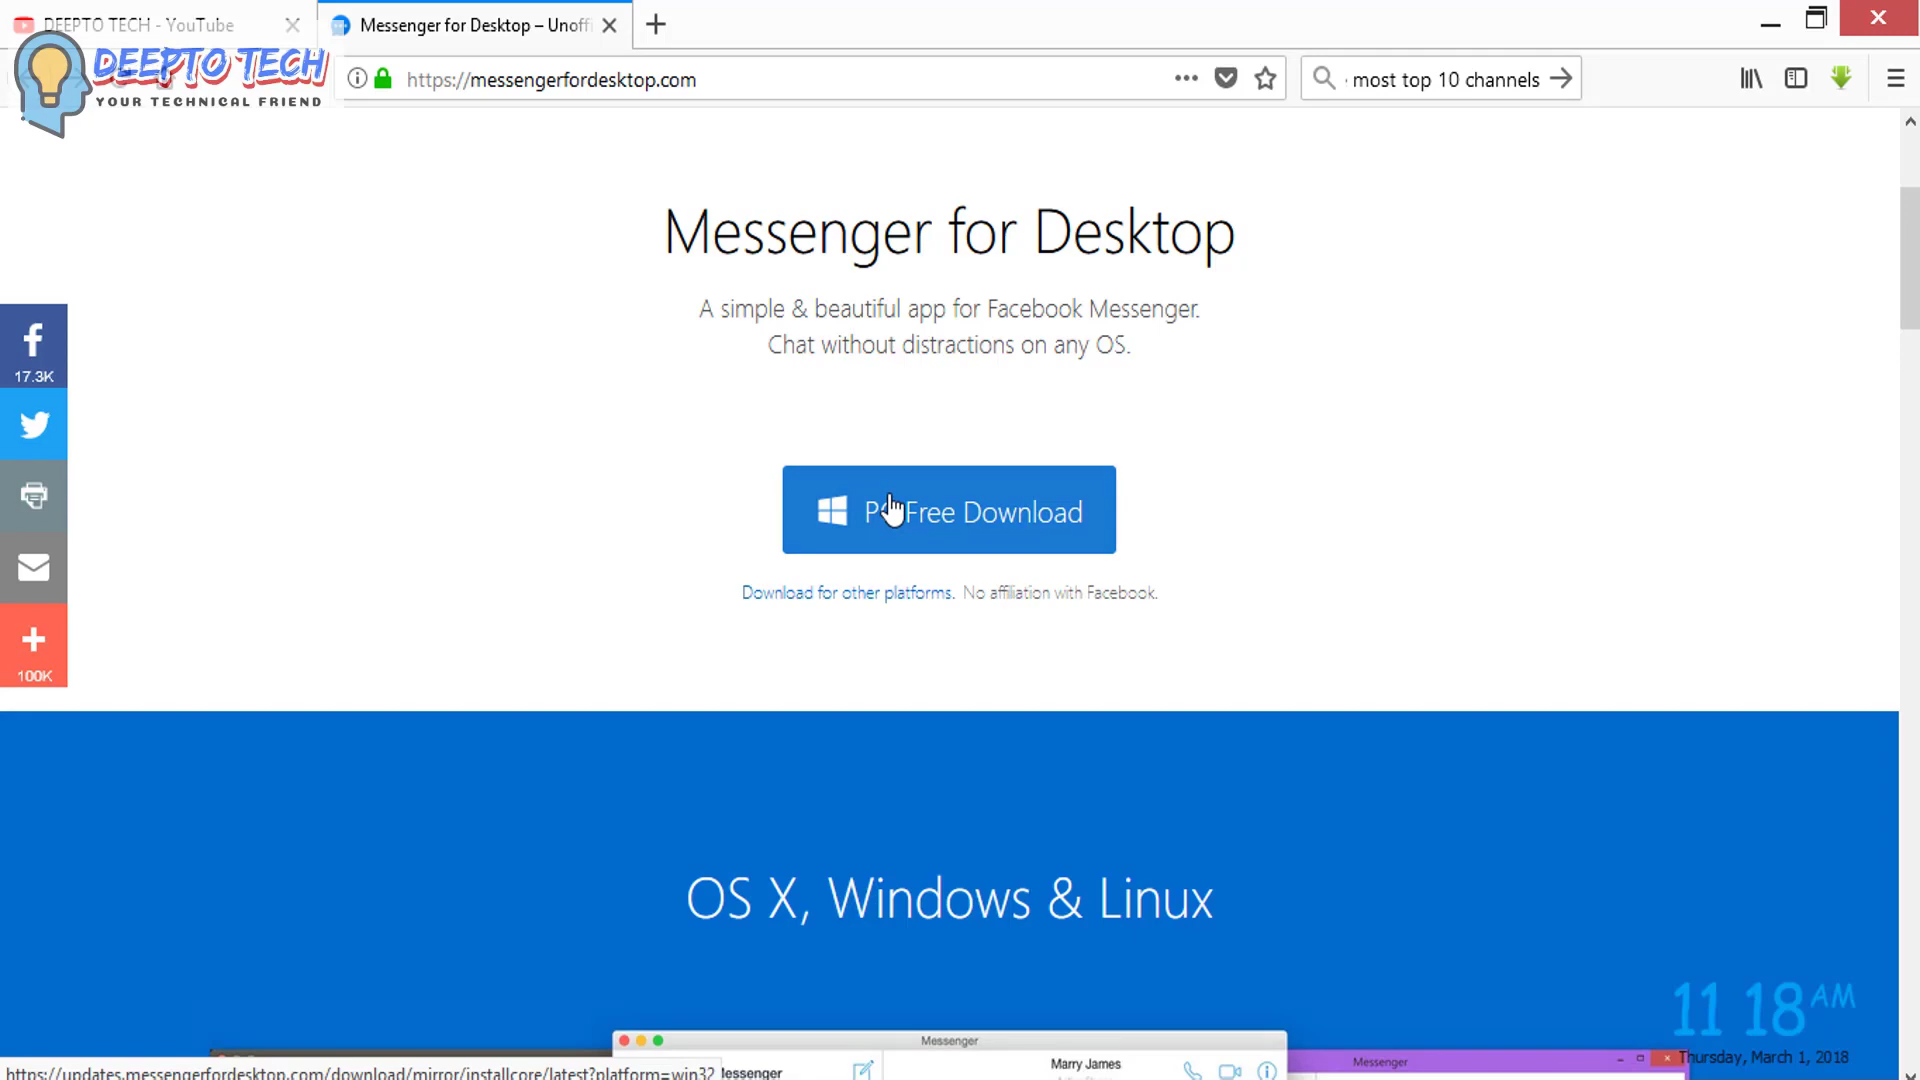 DEEPTO TECH - YouTube
Messenger for Desktop – Unoffi
DEEPTO TECH
YOUR TECHNICAL FRIEND
https://messengerfordesktop.com
most top 10 channels
Messenger for Desktop
A simple & beautiful app for Facebook Messenger.
Chat without distractions on any OS.
17.3K
Free Download
Download for other platforms. No affiliation with Facebook.
100K
OS X, Windows & Linux
11 18 AM
Thursday, March 1, 2018
Messenger
Messenger
Marry James
https://updates.messengerfordesktop.com/download/mirror/installcore/latest?platform=win32